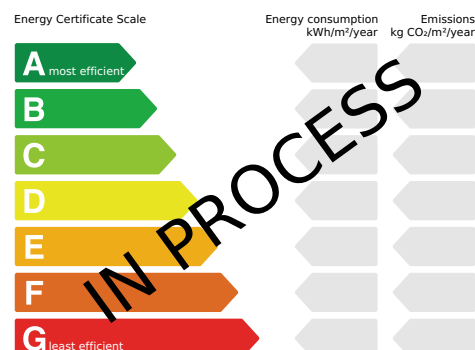 Energy Certificate Scale
Energy consumption
kWh/m²/year
Emissions
kg CO₂/m²/year
A most efficient
B
C
D
E
F
G least efficient
IN PROCESS